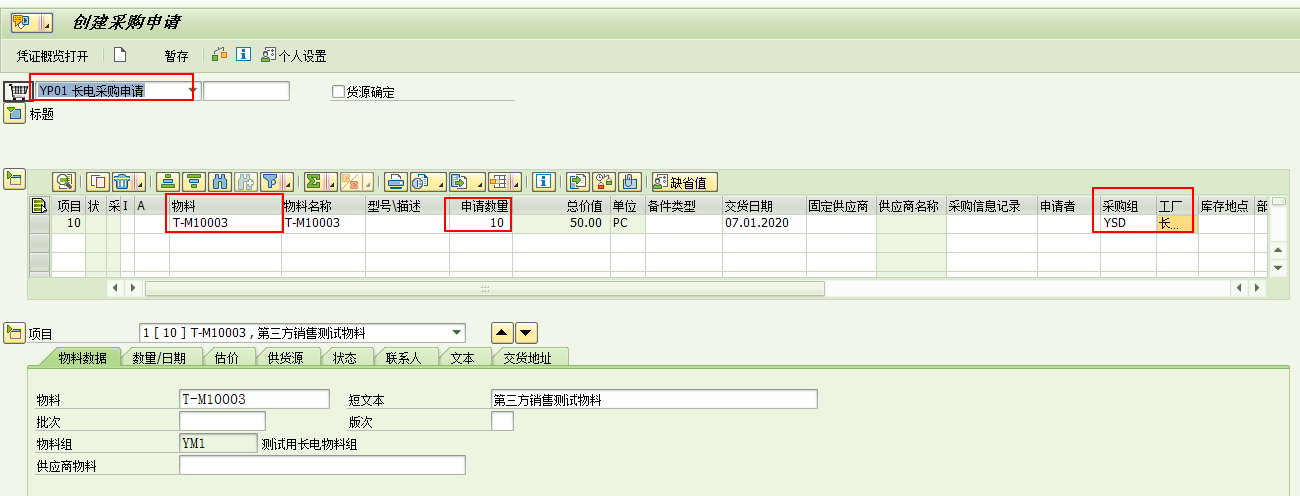 创建采购申请
凭证概览打开 暂存 个人设置
YP01 长电采购申请 货源确定
标题
缺省值
项目 状 采 I A 物料 物料名称 型号\描述 申请数量 总价值 单位 备件类型 交货日期 固定供应商 供应商名称 采购信息记录 申请者 采购组 工厂 库存地点 部
10 T-M10003 T-M10003 10 50.00 PC 07.01.2020 YSD 长...
项目 1 [ 10 ] T-M10003 , 第三方销售测试物料
物料数据 数量/日期 估价 供货源 状态 联系人 文本 交货地址
物料 T-M10003 短文本 第三方销售测试物料
批次 版次
物料组 YM1 测试用长电物料组
供应商物料